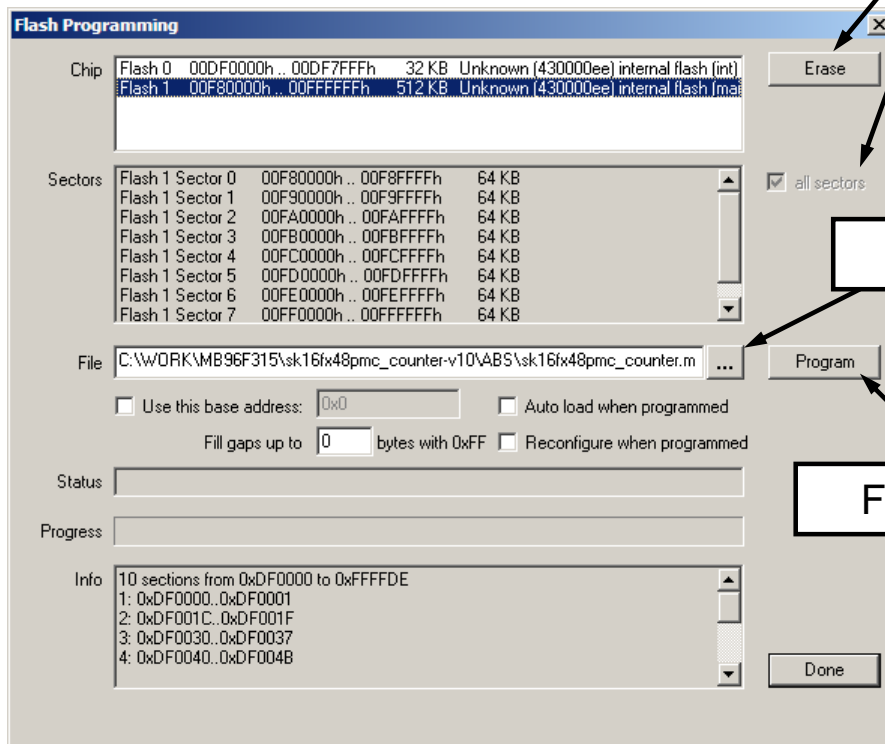 Flash Programming
Chip
Flash 0 00DF0000h .. 00DF7FFFh 32 KB Unknown (430000ee) internal flash (int)
Flash 1 00F80000h .. 00FFFFFFh 512 KB Unknown (430000ee) internal flash (mai
Erase
Sectors
Flash 1 Sector 0 00F80000h .. 00F8FFFFh 64 KB
Flash 1 Sector 1 00F90000h .. 00F9FFFFh 64 KB
Flash 1 Sector 2 00FA0000h .. 00FAFFFFh 64 KB
Flash 1 Sector 3 00FB0000h .. 00FBFFFFh 64 KB
Flash 1 Sector 4 00FC0000h .. 00FCFFFFh 64 KB
Flash 1 Sector 5 00FD0000h .. 00FDFFFFh 64 KB
Flash 1 Sector 6 00FE0000h .. 00FEFFFFh 64 KB
Flash 1 Sector 7 00FF0000h .. 00FFFFFFh 64 KB
all sectors
File C:\WORK\MB96F315\sk16fx48pmc_counter-v10\ABS\sk16fx48pmc_counter.m ... Program
Use this base address: 0x0 Auto load when programmed
Fill gaps up to 0 bytes with 0xFF Reconfigure when programmed
Status
F
Progress
Info
10 sections from 0xDF0000 to 0xFFFFDE
1: 0xDF0000..0xDF0001
2: 0xDF001C..0xDF001F
3: 0xDF0030..0xDF0037
4: 0xDF0040..0xDF004B
Done